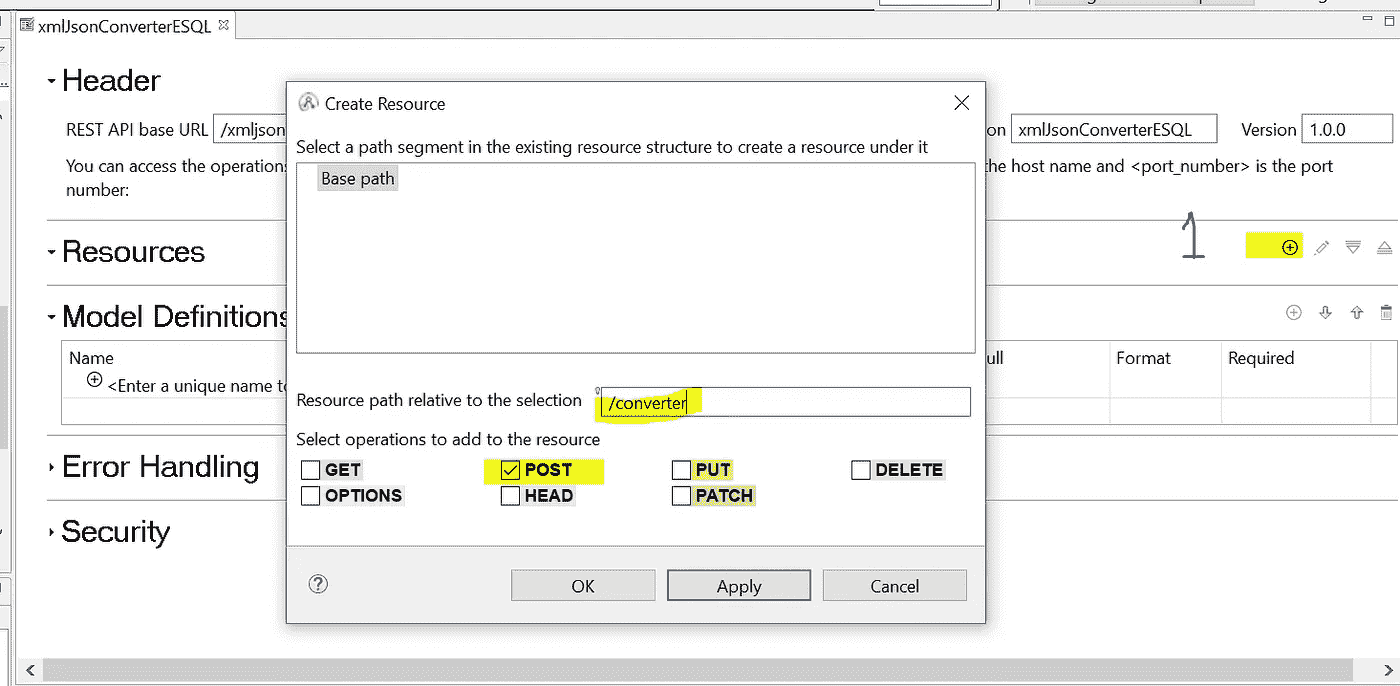 xmlJsonConverterESQL
Header
Create Resource
REST API base URL /xmljson
on xmlJsonConverterESQL Version 1.0.0
Select a path segment in the existing resource structure to create a resource under it
You can access the operation
the host name and <port_number> is the port
number:
Base path
1
Resources
Model Definitions
Name
Format Required
<Enter a unique name to
Resource path relative to the selection /converter
Select operations to add to the resource
Error Handling
GET POST PUT DELETE
OPTIONS HEAD PATCH
Security
OK Apply Cancel